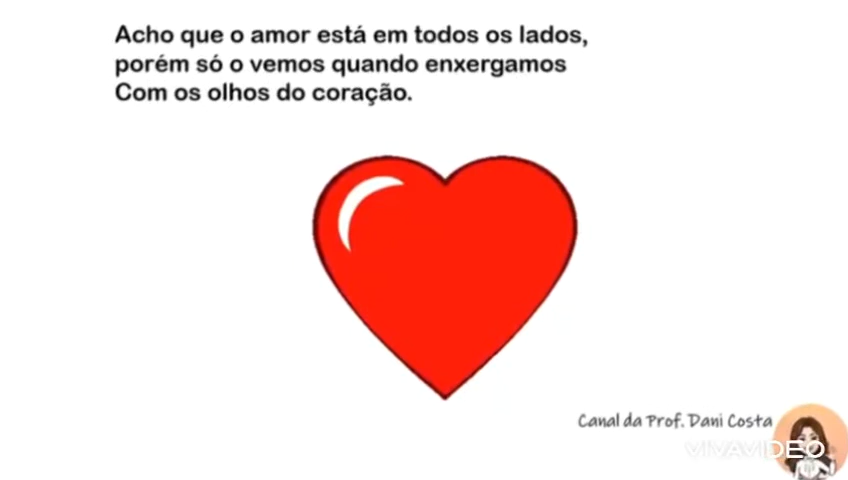 Acho que o amor está em todos os lados,
porém só o vemos quando enxergamos
Com os olhos do coração.
Canal da Prof. Dani Costa
VIVAVIDEO